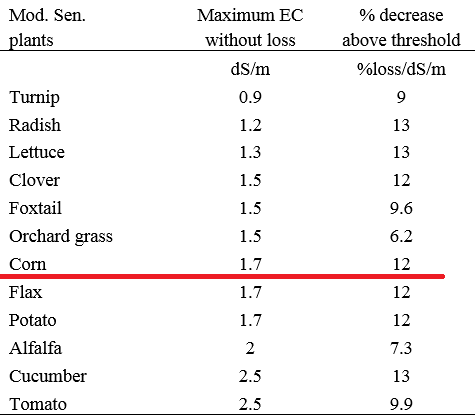 Mod. Sen. Maximum EC % decrease
plants without loss above threshold
dS/m %loss/dS/m
Turnip 0.9 9
Radish 1.2 13
Lettuce 1.3 13
Clover 1.5 12
Foxtail 1.5 9.6
Orchard grass 1.5 6.2
Corn 1.7 12
Flax 1.7 12
Potato 1.7 12
Alfalfa 2 7.3
Cucumber 2.5 13
Tomato 2.5 9.9